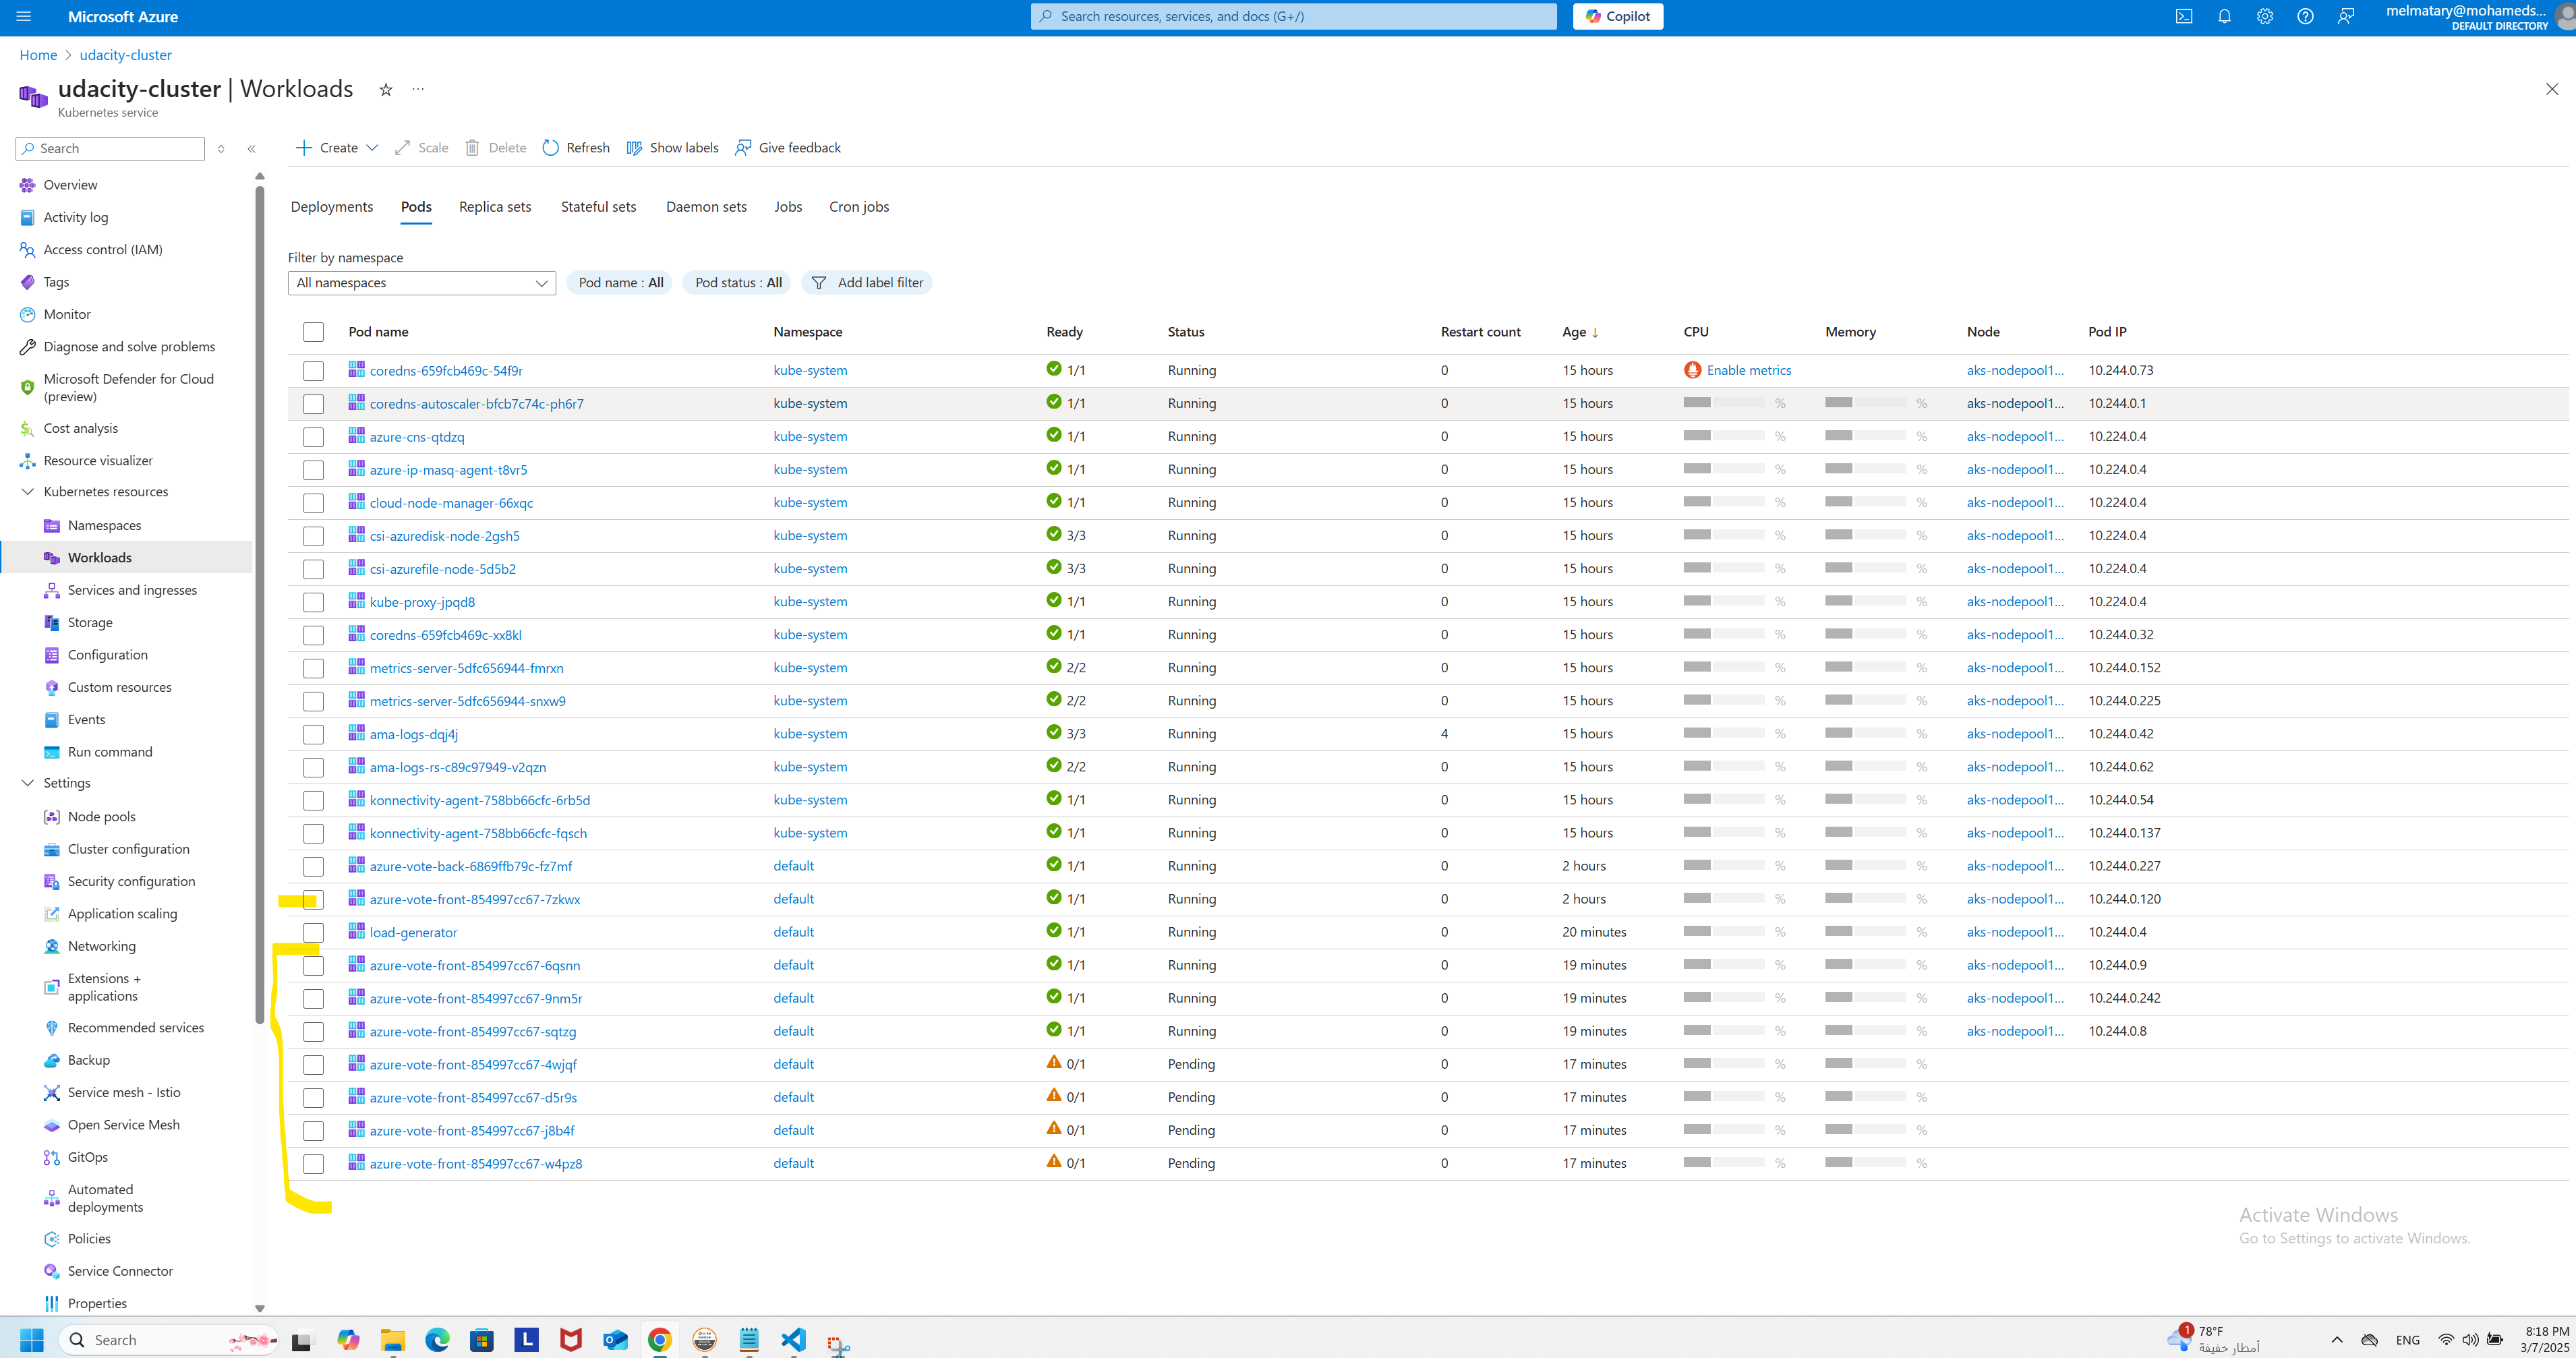 Microsoft Azure
Search resources, services, and docs (G+/)
Copilot
melmatary@mohameds...
DEFAULT DIRECTORY
Home > udacity-cluster
udacity-cluster | Workloads
Kubernetes service
Search
Create
Scale
Delete
Refresh
Show labels
Give feedback
Overview
Activity log
Access control (IAM)
Tags
Monitor
Diagnose and solve problems
Microsoft Defender for Cloud
(preview)
Cost analysis
Resource visualizer
Kubernetes resources
Namespaces
Workloads
Services and ingresses
Storage
Configuration
Custom resources
Events
Run command
Settings
Node pools
Cluster configuration
Security configuration
Application scaling
Networking
Extensions +
applications
Recommended services
Backup
Service mesh - Istio
Open Service Mesh
GitOps
Automated
deployments
Policies
Service Connector
Properties
Deployments Pods Replica sets Stateful sets Daemon sets Jobs Cron jobs
Filter by namespace
All namespaces
Pod name : All
Pod status : All
Add label filter
Pod name Namespace Ready Status Restart count Age ↓ CPU Memory Node Pod IP
coredns-659fcb469c-54f9r kube-system 1/1 Running 0 15 hours Enable metrics aks-nodepool1... 10.244.0.73
coredns-autoscaler-bfcb7c74c-ph6r7 kube-system 1/1 Running 0 15 hours % % aks-nodepool1... 10.244.0.1
azure-cns-qtdzq kube-system 1/1 Running 0 15 hours % % aks-nodepool1... 10.224.0.4
azure-ip-masq-agent-t8vr5 kube-system 1/1 Running 0 15 hours % % aks-nodepool1... 10.224.0.4
cloud-node-manager-66xqc kube-system 1/1 Running 0 15 hours % % aks-nodepool1... 10.224.0.4
csi-azuredisk-node-2gsh5 kube-system 3/3 Running 0 15 hours % % aks-nodepool1... 10.224.0.4
csi-azurefile-node-5d5b2 kube-system 3/3 Running 0 15 hours % % aks-nodepool1... 10.224.0.4
kube-proxy-jpqd8 kube-system 1/1 Running 0 15 hours % % aks-nodepool1... 10.224.0.4
coredns-659fcb469c-xx8kl kube-system 1/1 Running 0 15 hours % % aks-nodepool1... 10.244.0.32
metrics-server-5dfc656944-fmrxn kube-system 2/2 Running 0 15 hours % % aks-nodepool1... 10.244.0.152
metrics-server-5dfc656944-snxw9 kube-system 2/2 Running 0 15 hours % % aks-nodepool1... 10.244.0.225
ama-logs-dqj4j kube-system 3/3 Running 4 15 hours % % aks-nodepool1... 10.244.0.42
ama-logs-rs-c89c97949-v2qzn kube-system 2/2 Running 0 15 hours % % aks-nodepool1... 10.244.0.62
konnectivity-agent-758bb66cfc-6rb5d kube-system 1/1 Running 0 15 hours % % aks-nodepool1... 10.244.0.54
konnectivity-agent-758bb66cfc-fqsch kube-system 1/1 Running 0 15 hours % % aks-nodepool1... 10.244.0.137
azure-vote-back-6869ffb79c-fz7mf default 1/1 Running 0 2 hours % % aks-nodepool1... 10.244.0.227
azure-vote-front-854997cc67-7zkwx default 1/1 Running 0 2 hours % % aks-nodepool1... 10.244.0.120
load-generator default 1/1 Running 0 20 minutes % % aks-nodepool1... 10.244.0.4
azure-vote-front-854997cc67-6qsnn default 1/1 Running 0 19 minutes % % aks-nodepool1... 10.244.0.9
azure-vote-front-854997cc67-9nm5r default 1/1 Running 0 19 minutes % % aks-nodepool1... 10.244.0.242
azure-vote-front-854997cc67-sqtzg default 1/1 Running 0 19 minutes % % aks-nodepool1... 10.244.0.8
azure-vote-front-854997cc67-4wjqf default 0/1 Pending 0 17 minutes % %
azure-vote-front-854997cc67-d5r9s default 0/1 Pending 0 17 minutes % %
azure-vote-front-854997cc67-j8b4f default 0/1 Pending 0 17 minutes % %
azure-vote-front-854997cc67-w4pz8 default 0/1 Pending 0 17 minutes % %
Activate Windows
Go to Settings to activate Windows.
Search
L
1
78°F
أمطار خفيفة
ENG
8:18 PM
3/7/2025